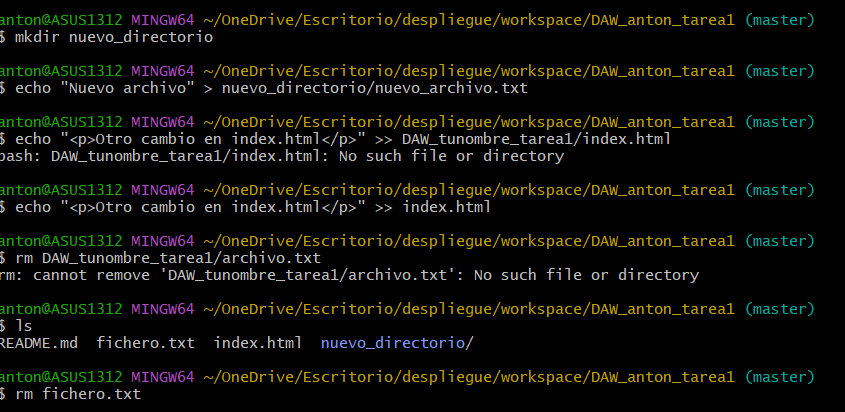 anton@ASUS1312 MINGW64 ~/OneDrive/Escritorio/despliegue/workspace/DAW_anton_tarea1 (master)
$ mkdir nuevo_directorio
anton@ASUS1312 MINGW64 ~/OneDrive/Escritorio/despliegue/workspace/DAW_anton_tarea1 (master)
$ echo "Nuevo archivo" > nuevo_directorio/nuevo_archivo.txt
anton@ASUS1312 MINGW64 ~/OneDrive/Escritorio/despliegue/workspace/DAW_anton_tarea1 (master)
$ echo "<p>Otro cambio en index.html</p>" >> DAW_tunombre_tarea1/index.html
bash: DAW_tunombre_tarea1/index.html: No such file or directory
anton@ASUS1312 MINGW64 ~/OneDrive/Escritorio/despliegue/workspace/DAW_anton_tarea1 (master)
$ echo "<p>Otro cambio en index.html</p>" >> index.html
anton@ASUS1312 MINGW64 ~/OneDrive/Escritorio/despliegue/workspace/DAW_anton_tarea1 (master)
$ rm DAW_tunombre_tarea1/archivo.txt
rm: cannot remove 'DAW_tunombre_tarea1/archivo.txt': No such file or directory
anton@ASUS1312 MINGW64 ~/OneDrive/Escritorio/despliegue/workspace/DAW_anton_tarea1 (master)
$ ls
README.md  fichero.txt  index.html  nuevo_directorio/
anton@ASUS1312 MINGW64 ~/OneDrive/Escritorio/despliegue/workspace/DAW_anton_tarea1 (master)
$ rm fichero.txt